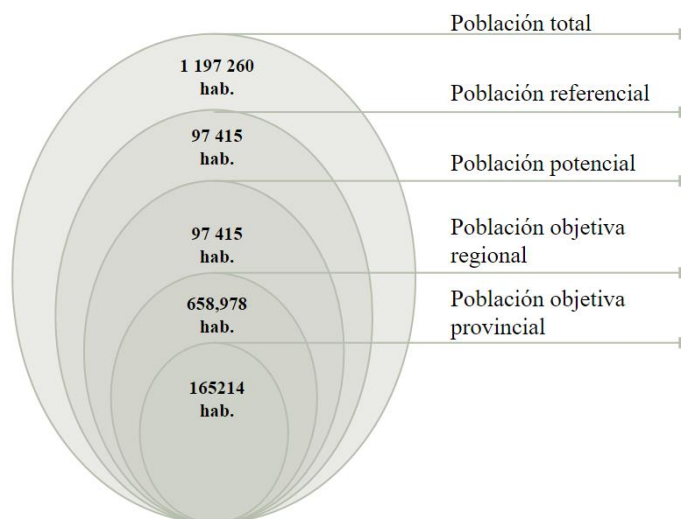 Población total
1 197 260
hab.
Población referencial
97 415
hab.
Población potencial
97 415
hab.
Población objetiva
regional
658,978
hab.
Población objetiva
provincial
165214
hab.